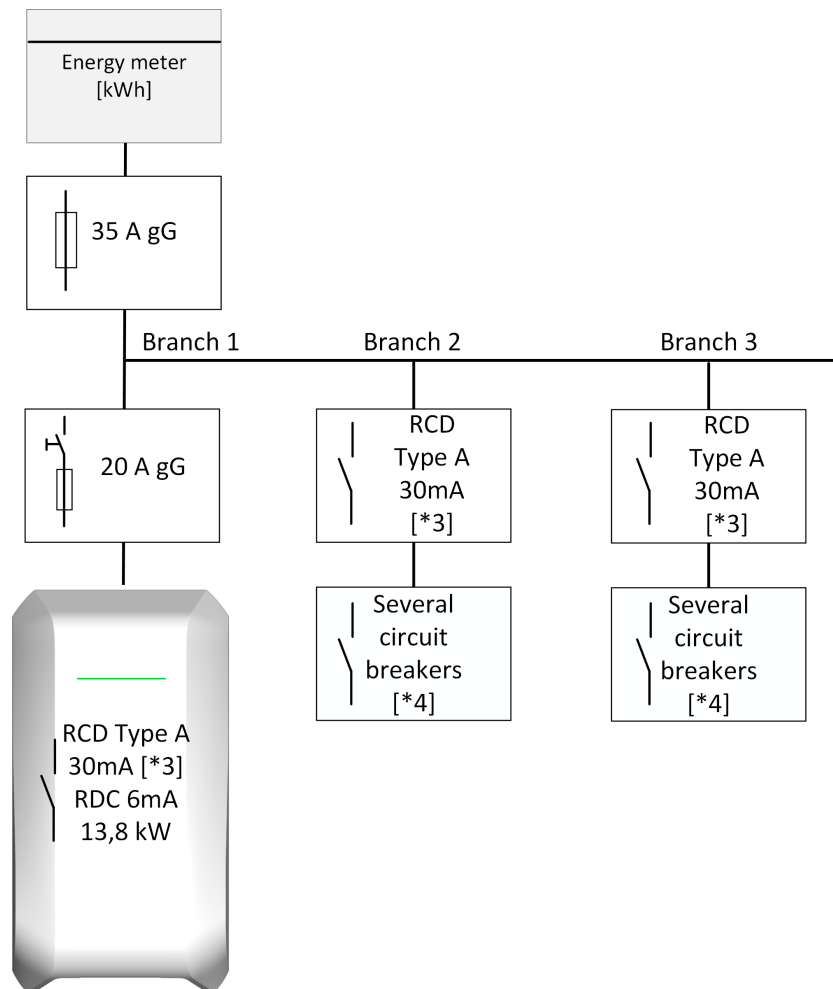 Energy meter
[kWh]
35 A gG
Branch 1
Branch 2
Branch 3
20 A gG
RCD
Type A
30mA
[*3]
RCD
Type A
30mA
[*3]
Several
circuit
breakers
[*4]
Several
circuit
breakers
[*4]
RCD Type A
30mA [*3]
RDC 6mA
13,8 kW